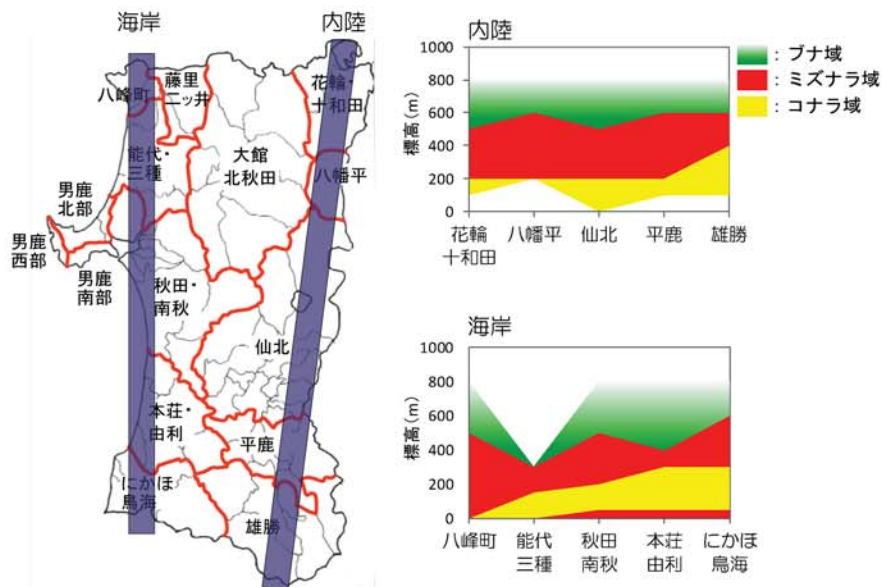 海岸
内陸
八峰町
藤里
二ッ井
花輪・
十和田
能代・
三種
大館
北秋田
八幡平
男鹿
北部
男鹿
西部
男鹿
南部
秋田・
南秋
仙北
本荘・
由利
平鹿
にかほ
鳥海
雄勝
内陸
標高(m)
1000
800
600
400
200
0
花輪
十和田
八幡平
仙北
平鹿
雄勝
：ブナ域
：ミズナラ域
：コナラ域
海岸
標高(m)
1000
800
600
400
200
0
八峰町
能代
三種
秋田
南秋
本荘
由利
にかほ
鳥海